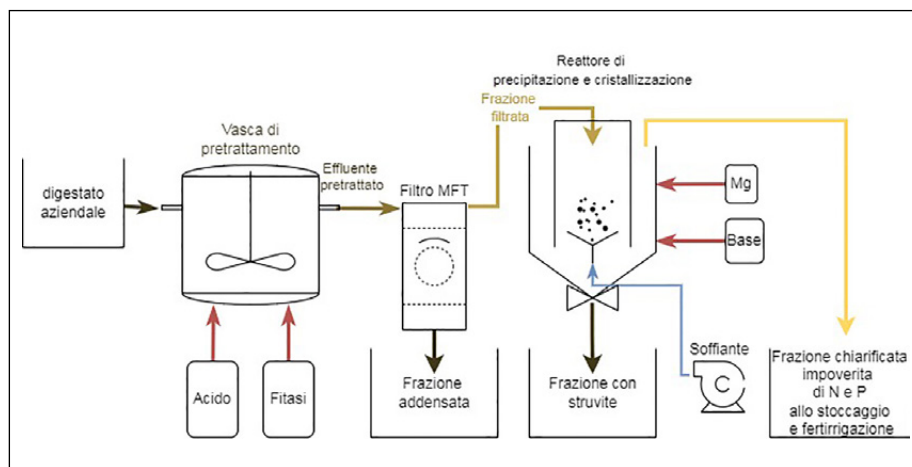 Reattore di
precipitazione e cristallizzazione
Frazione
filtrata
Vasca di
pretrattamento
Effluente
pretrattato
Filtro MFT
digestato
aziendale
Mg
Base
Acido
Fitasi
Frazione
addensata
Frazione con
struvite
Soffiante
C
Frazione chiarificata
impoverita
di N e P
allo stoccaggio
e fertirrigazione